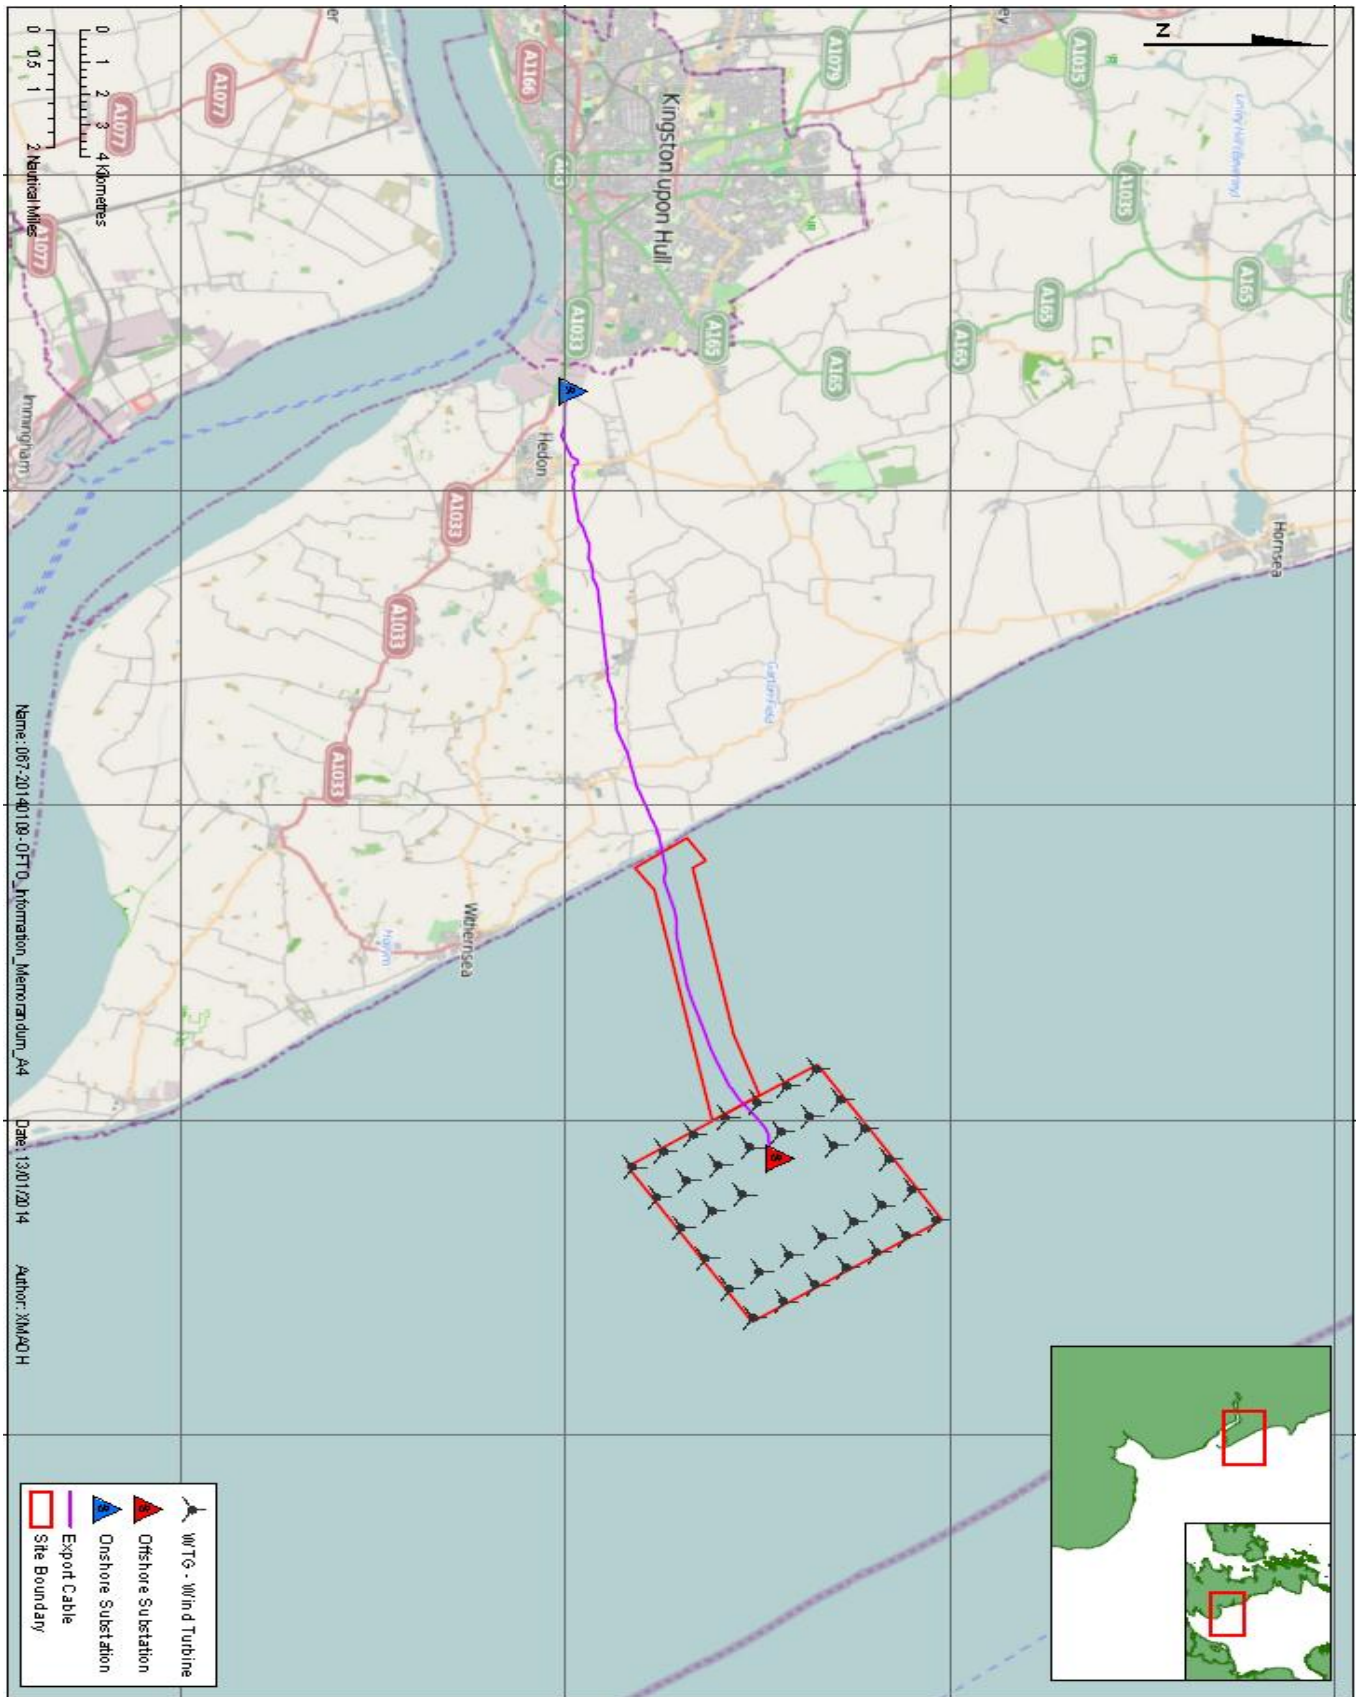 N
A1035
A1035
A165
A165
A165
A165
A165
A1079
A1166
A63
A1033
Kingston upon Hull
Hornsea
Hedon
A1033
A1033
A1033
Withernsea
A1077
A1077
A1077
Immingham
0 1 2 3 4 Kilometres
0 0.5 1 2 Nautical Miles
WTG - Wind Turbine
Offshore Substation
Onshore Substation
Export Cable
Site Boundary
Name: 067-20140109-OFTO_Information_Memorandum_A4 Date: 13/01/2014 Author: XMAOH